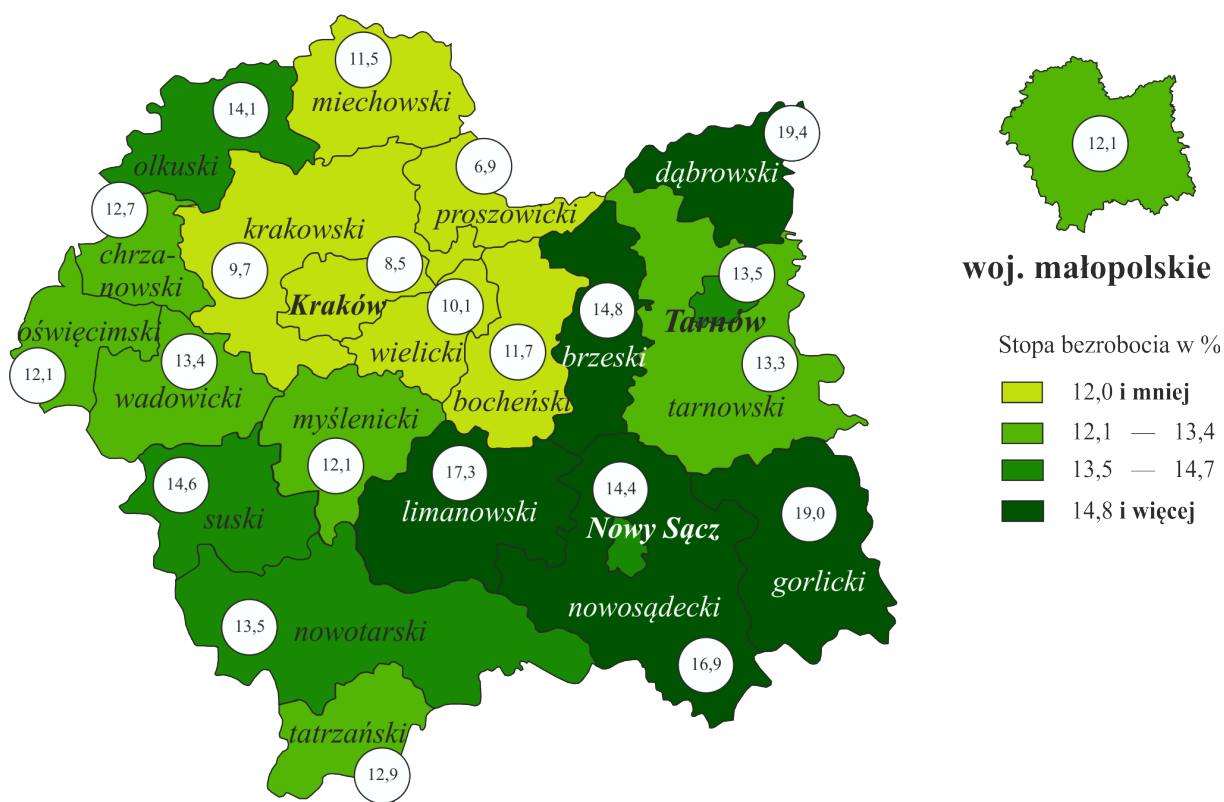 11,5
miechowski
14,1
olkuski
12,7
chrza-
nowski
6,9
proszowicki
krakowski
9,7
8,5
Kraków
10,1
wielicki
11,7
bocheński
19,4
dąbrowski
14,8
brzeski
13,5
Tarnów
13,3
tarnowski
oświęcimski
12,1
13,4
wadowicki
myślenicki
12,1
14,6
suski
17,3
limanowski
14,4
Nowy Sącz
19,0
gorlicki
nowosądecki
16,9
13,5
nowotarski
tatrzański
12,9
12,1
woj. małopolskie
Stopa bezrobocia w %
12,0 i mniej
12,1 — 13,4
13,5 — 14,7
14,8 i więcej